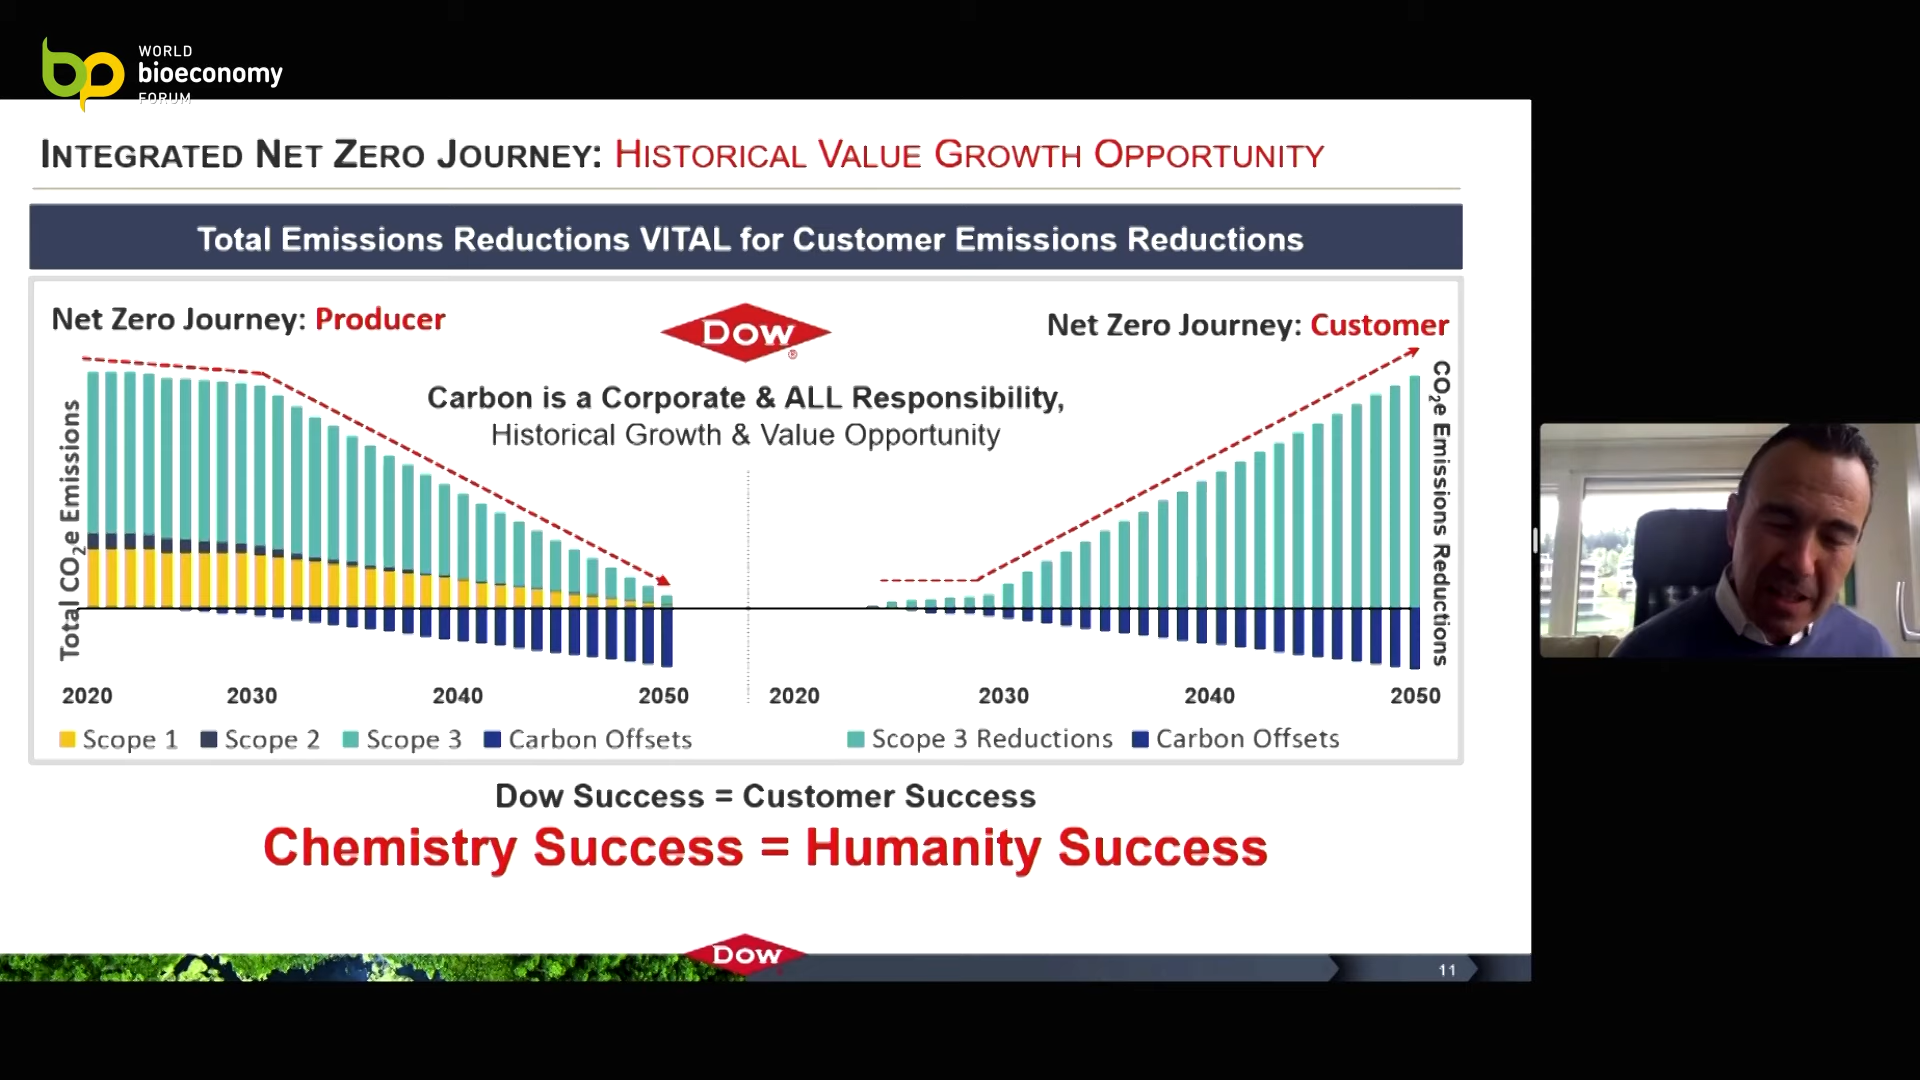 WORLD
bioeconomy
FORUM
INTEGRATED NET ZERO JOURNEY: HISTORICAL VALUE GROWTH OPPORTUNITY
Total Emissions Reductions VITAL for Customer Emissions Reductions
Net Zero Journey: Producer
DOW
®
Net Zero Journey: Customer
Carbon is a Corporate & ALL Responsibility,
Historical Growth & Value Opportunity
Total CO2e Emissions
CO2e Emissions Reductions
2020 2030 2040 2050 2020 2030 2040 2050
Scope 1 Scope 2 Scope 3 Carbon Offsets Scope 3 Reductions Carbon Offsets
Dow Success = Customer Success
Chemistry Success = Humanity Success
DOW
11